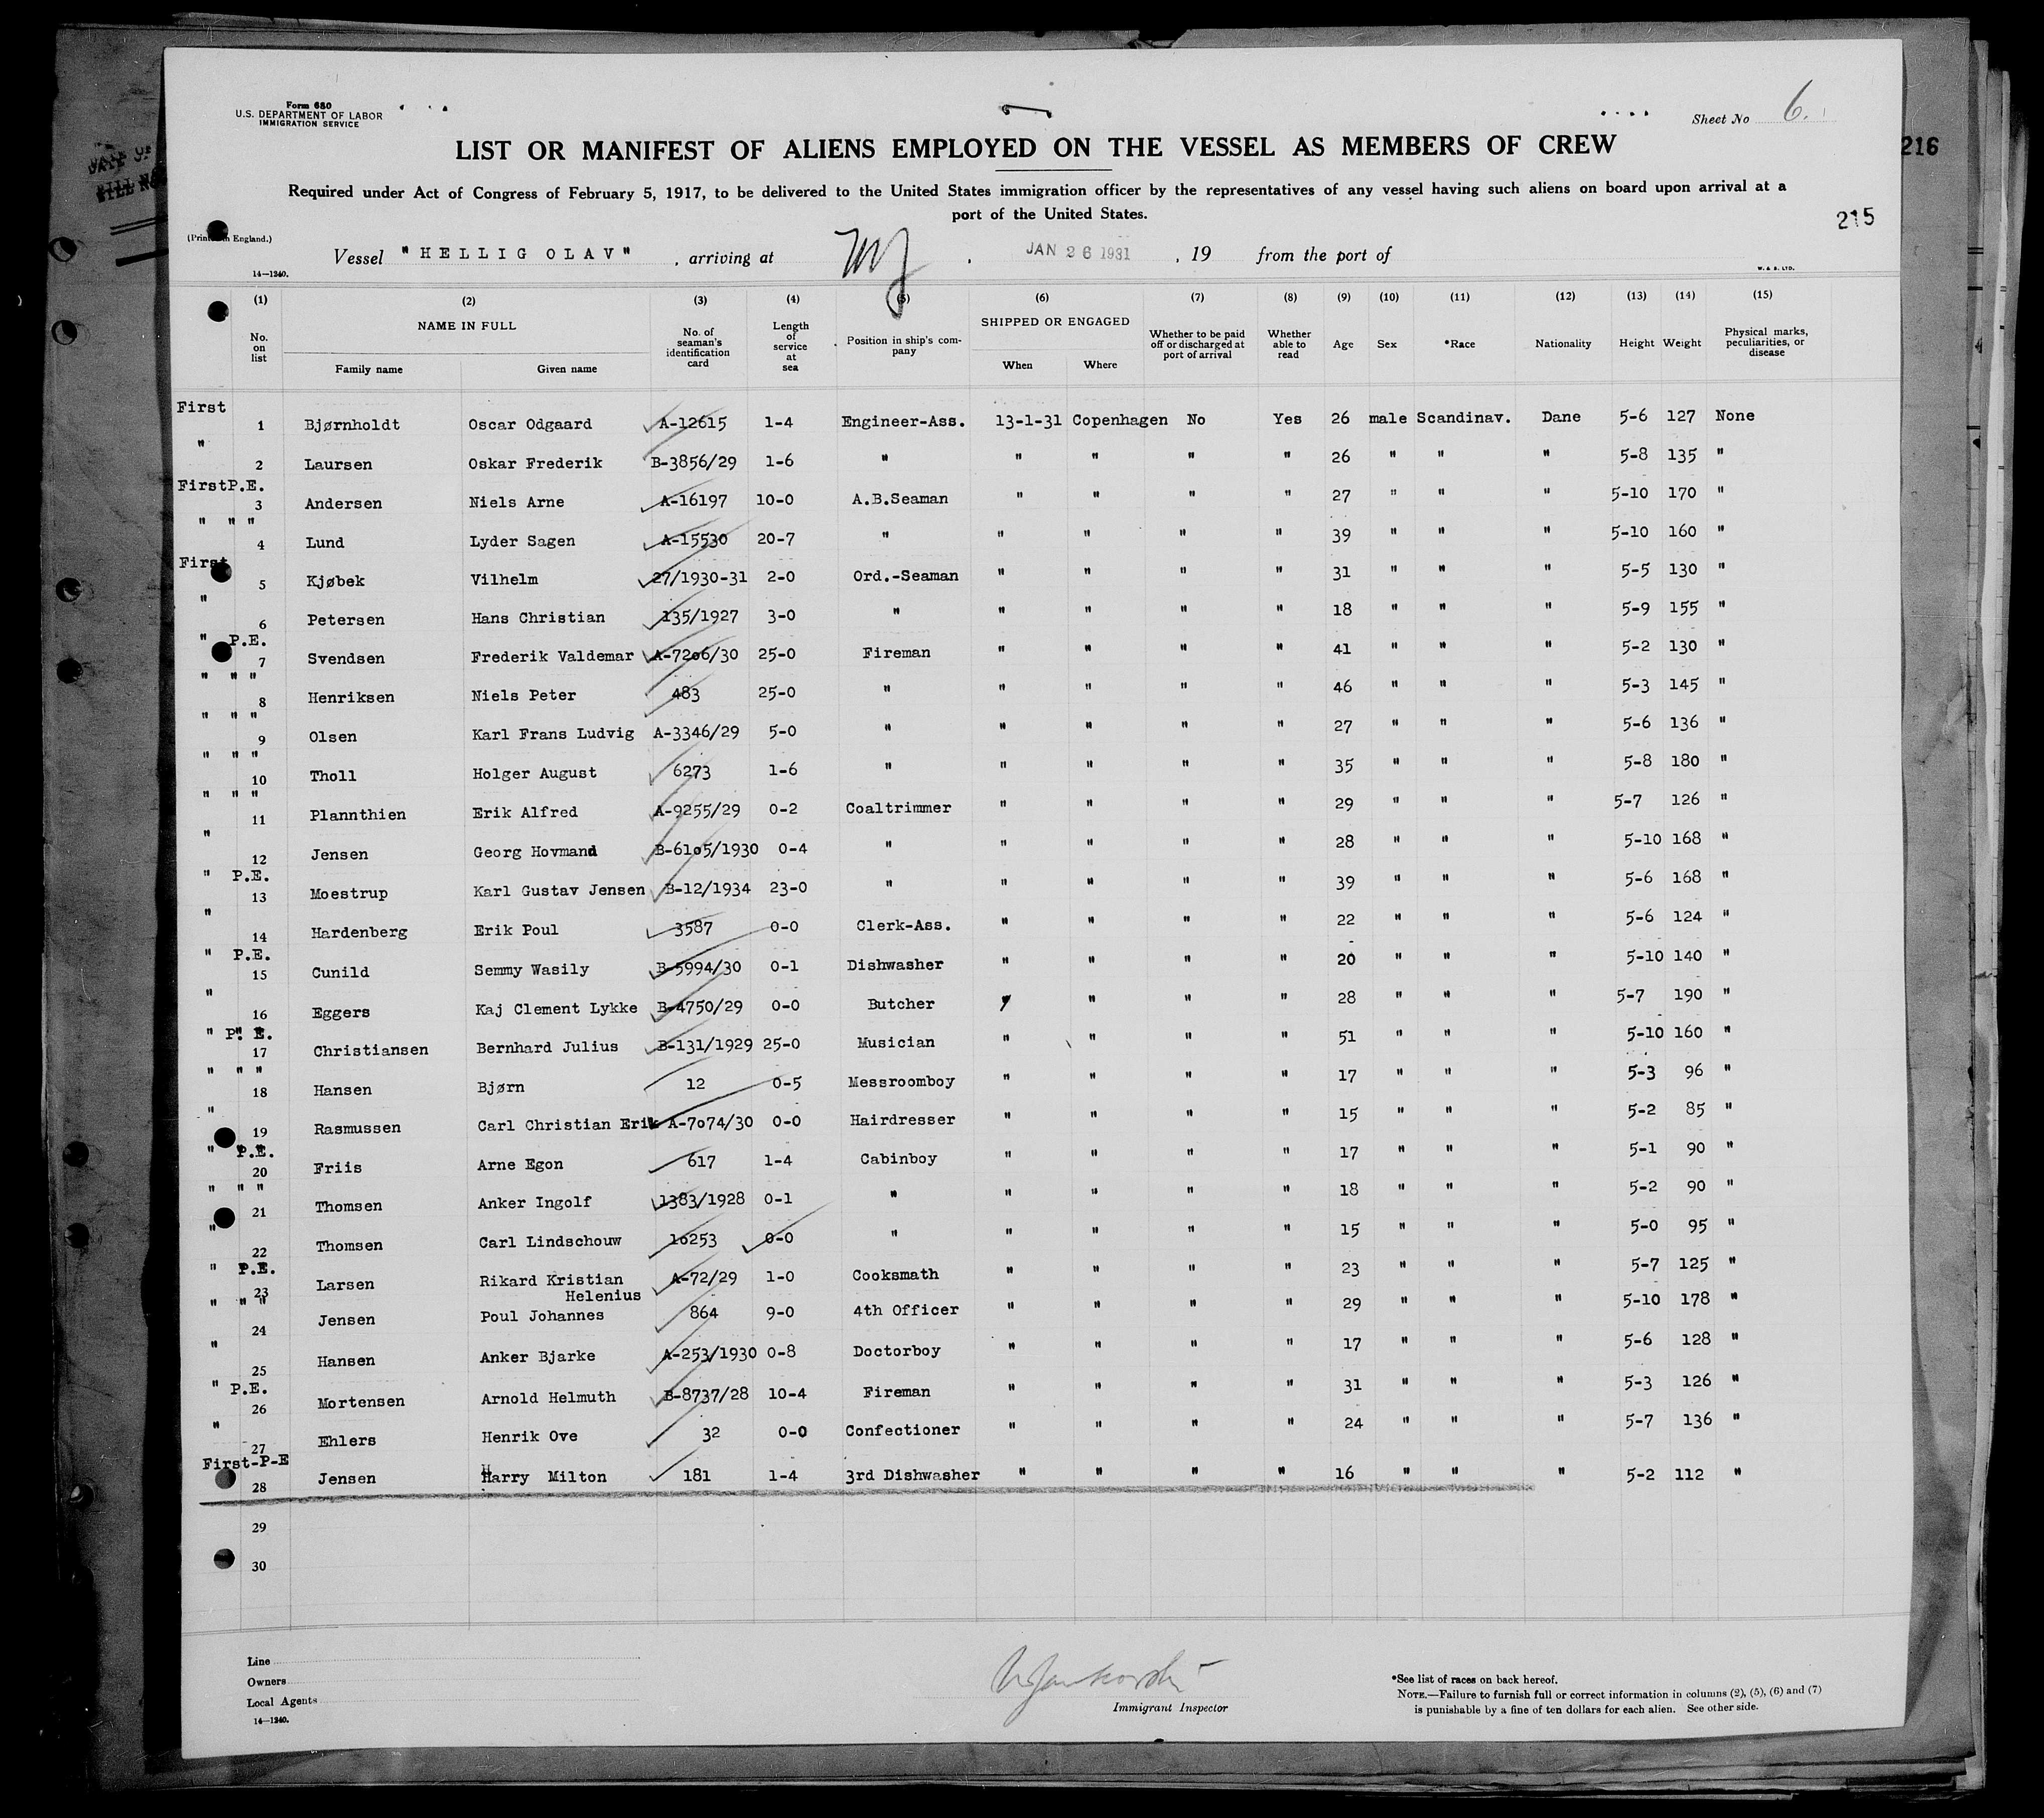 Form 680
U.S. DEPARTMENT OF LABOR
IMMIGRATION SERVICE
Sheet No 6.
LIST OR MANIFEST OF ALIENS EMPLOYED ON THE VESSEL AS MEMBERS OF CREW
216
Required under Act of Congress of February 5, 1917, to be delivered to the United States immigration officer by the representatives of any vessel having such aliens on board upon arrival at a
port of the United States.
215
(Printed in England.)
Vessel "HELLIG OLAV" , arriving at NY , JAN 26 1931 , 19 from the port of
14—1240.
W. & S. LTD.
(1) (2) (3) (4) (5) (6) (7) (8) (9) (10) (11) (12) (13) (14) (15)
No. on list NAME IN FULL Family name Given name No. of seaman's identification card Length of service at sea Position in ship's company SHIPPED OR ENGAGED When Where Whether to be paid off or discharged at port of arrival Whether able to read Age Sex *Race Nationality Height Weight Physical marks, peculiarities, or disease
First 1 Bjørnholdt Oscar Odgaard A-12615 1-4 Engineer-Ass. 13-1-31 Copenhagen No Yes 26 male Scandinav. Dane 5-6 127 None
" 2 Laursen Oskar Frederik B-3856/29 1-6 " " " " " 26 " " " 5-8 135 "
First P.E. 3 Andersen Niels Arne A-16197 10-0 A.B.Seaman " " " " 27 " " " 5-10 170 "
" " " 4 Lund Lyder Sagen A-15530 20-7 " " " " " 39 " " " 5-10 160 "
First 5 Kjøbek Vilhelm 27/1930-31 2-0 Ord.-Seaman " " " " 31 " " " 5-5 130 "
" 6 Petersen Hans Christian 135/1927 3-0 " " " " " 18 " " " 5-9 155 "
" P.E. 7 Svendsen Frederik Valdemar A-7206/30 25-0 Fireman " " " " 41 " " " 5-2 130 "
" " " 8 Henriksen Niels Peter 483 25-0 " " " " " 46 " " " 5-3 145 "
" " " 9 Olsen Karl Frans Ludvig A-3346/29 5-0 " " " " " 27 " " " 5-6 136 "
" " " 10 Tholl Holger August 6273 1-6 " " " " " 35 " " " 5-8 180 "
" " " 11 Plannthien Erik Alfred A-9255/29 0-2 Coaltrimmer " " " " 29 " " " 5-7 126 "
" 12 Jensen Georg Hovmand B-6105/1930 0-4 " " " " " 28 " " " 5-10 168 "
" P.E. 13 Moestrup Karl Gustav Jensen B-12/1934 23-0 " " " " " 39 " " " 5-6 168 "
" 14 Hardenberg Erik Poul 3587 0-0 Clerk-Ass. " " " " 22 " " " 5-6 124 "
" P.E. 15 Cunild Semmy Wasily B-5994/30 0-1 Dishwasher " " " " 20 " " " 5-10 140 "
" 16 Eggers Kaj Clement Lykke B-4750/29 0-0 Butcher " " " " 28 " " " 5-7 190 "
" P.E. 17 Christiansen Bernhard Julius B-131/1929 25-0 Musician " " " " 51 " " " 5-10 160 "
" " " 18 Hansen Bjørn 12 0-5 Messroomboy " " " " 17 " " " 5-3 96 "
" 19 Rasmussen Carl Christian Erik A-7074/30 0-0 Hairdresser " " " " 15 " " " 5-2 85 "
" P.E. 20 Friis Arne Egon 617 1-4 Cabinboy " " " " 17 " " " 5-1 90 "
" " " 21 Thomsen Anker Ingolf 1383/1928 0-1 " " " " " 18 " " " 5-2 90 "
" 22 Thomsen Carl Lindschouw 10253 0-0 " " " " " 15 " " " 5-0 95 "
" P.E. 23 Larsen Rikard Kristian Helenius A-72/29 1-0 Cooksmath " " " " 23 " " " 5-7 125 "
" " " 24 Jensen Poul Johannes 864 9-0 4th Officer " " " " 29 " " " 5-10 178 "
" 25 Hansen Anker Bjarke A-253/1930 0-8 Doctorboy " " " " 17 " " " 5-6 128 "
" P.E. 26 Mortensen Arnold Helmuth B-8737/28 10-4 Fireman " " " " 31 " " " 5-3 126 "
" 27 Ehlers Henrik Ove 32 0-0 Confectioner " " " " 24 " " " 5-7 136 "
First-P-E 28 Jensen Harry Milton 181 1-4 3rd Dishwasher " " " " 16 " " " 5-2 112 "
29
30
Line
Owners
Local Agents
14—1240.
Immigrant Inspector
*See list of races on back hereof.
NOTE.—Failure to furnish full or correct information in columns (2), (5), (6) and (7)
is punishable by a fine of ten dollars for each alien. See other side.